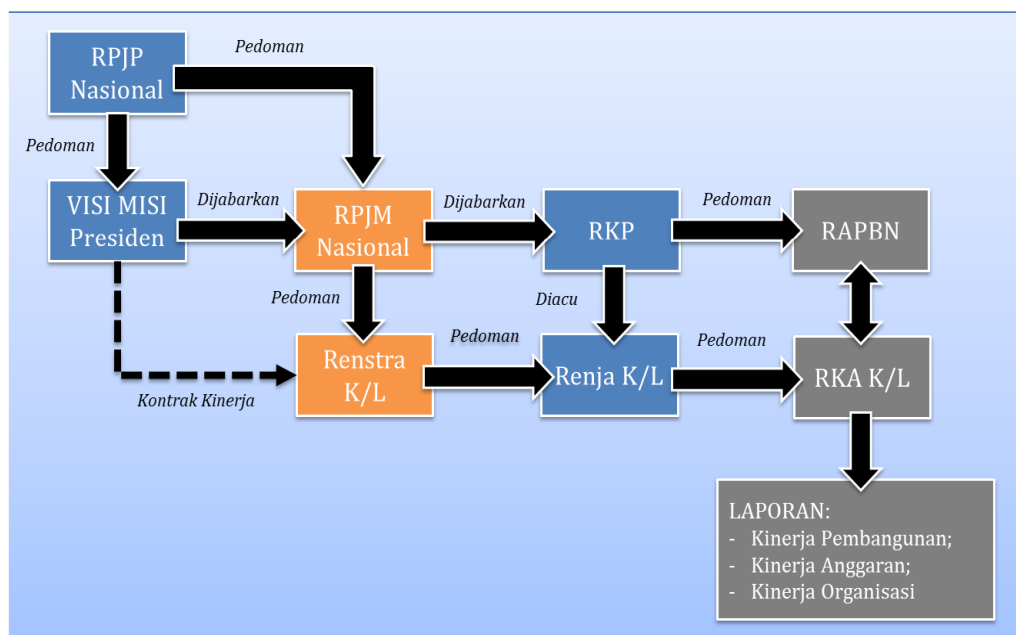 RPJP
Nasional
Pedoman
Pedoman
VISI MISI
Presiden
Dijabarkan
RPJM
Nasional
Dijabarkan
RKP
Pedoman
RAPBN
Pedoman
Diacu
Kontrak Kinerja
Renstra
K/L
Pedoman
Renja K/L
Pedoman
RKA K/L
LAPORAN:
- Kinerja Pembangunan;
- Kinerja Anggaran;
- Kinerja Organisasi